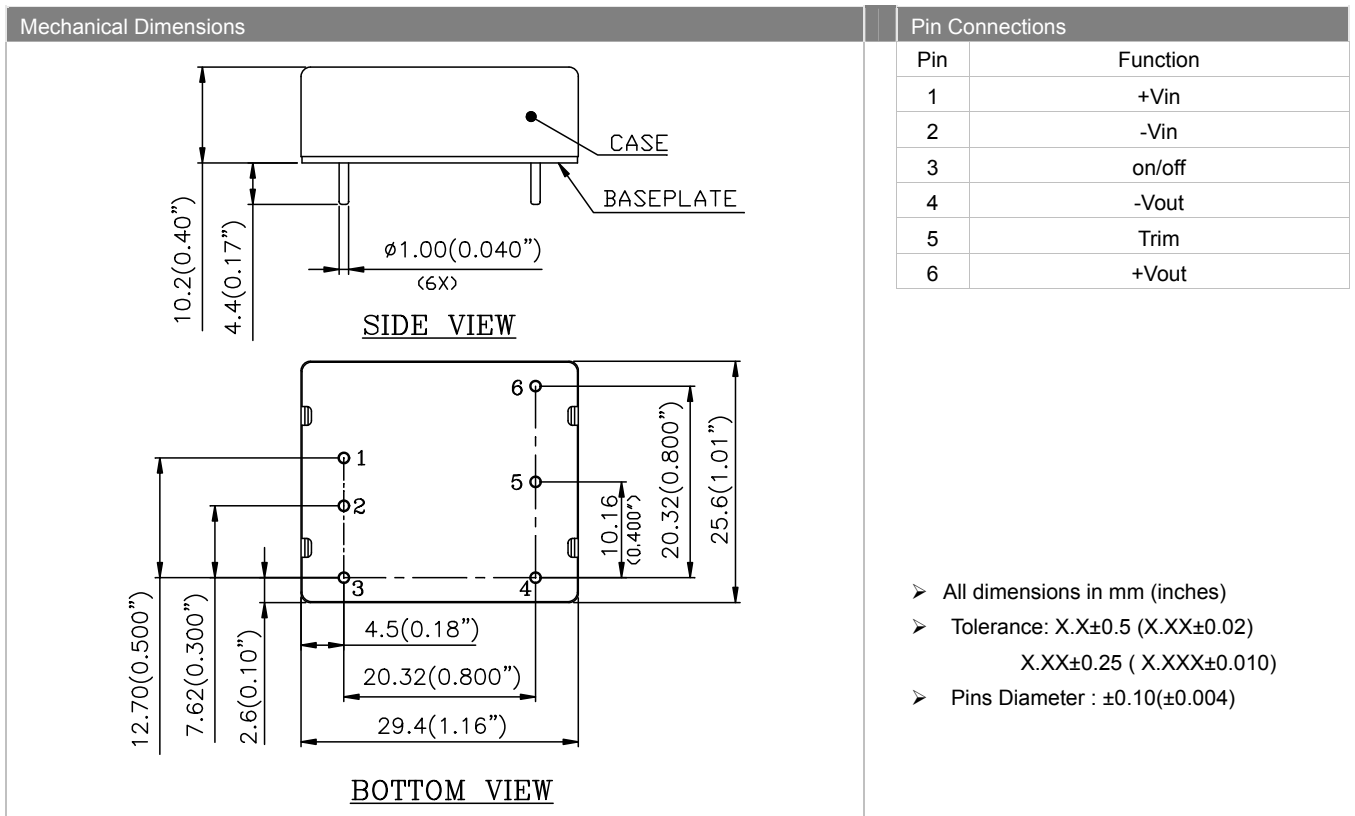 Mechanical Dimensions
CASE
BASEPLATE
10.2(0.40")
4.4(0.17")
ø1.00(0.040")
(6X)
SIDE VIEW
6
1
5
2
3
4
10.16
(0.400")
20.32(0.800")
25.6(1.01")
12.70(0.500")
7.62(0.300")
2.6(0.10")
4.5(0.18")
20.32(0.800")
29.4(1.16")
BOTTOM VIEW
Pin Connections
Pin Function
1 +Vin
2 -Vin
3 on/off
4 -Vout
5 Trim
6 +Vout
➢ All dimensions in mm (inches)
➢ Tolerance: X.X±0.5 (X.XX±0.02)
X.XX±0.25 ( X.XXX±0.010)
➢ Pins Diameter : ±0.10(±0.004)